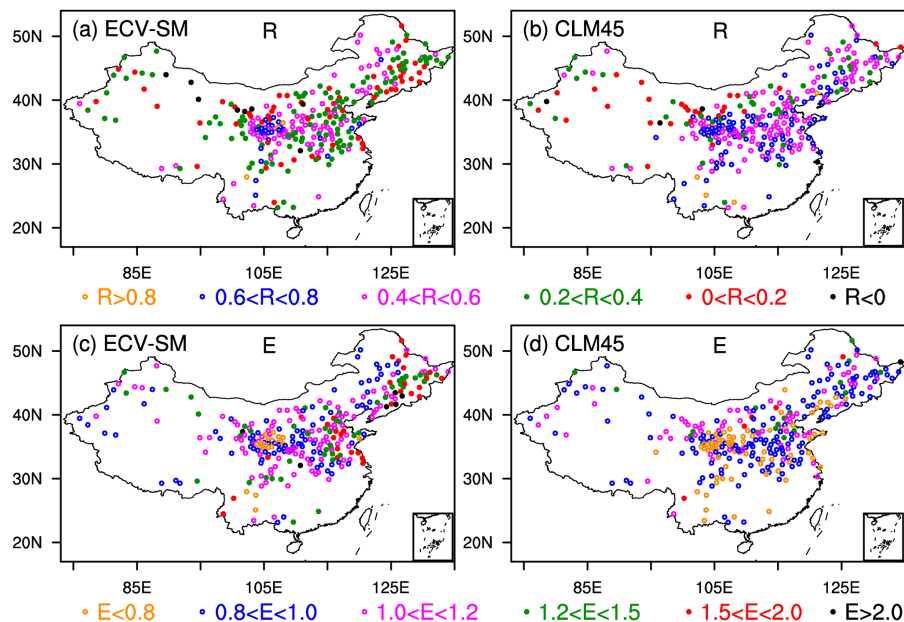 (a) ECV-SM R
(b) CLM45 R
50N
40N
30N
20N
50N
40N
30N
20N
85E 105E 125E
85E 105E 125E
R>0.8 0.6<R<0.8 0.4<R<0.6 0.2<R<0.4 0<R<0.2 R<0
(c) ECV-SM E
(d) CLM45 E
50N
40N
30N
20N
50N
40N
30N
20N
85E 105E 125E
85E 105E 125E
E<0.8 0.8<E<1.0 1.0<E<1.2 1.2<E<1.5 1.5<E<2.0 E>2.0